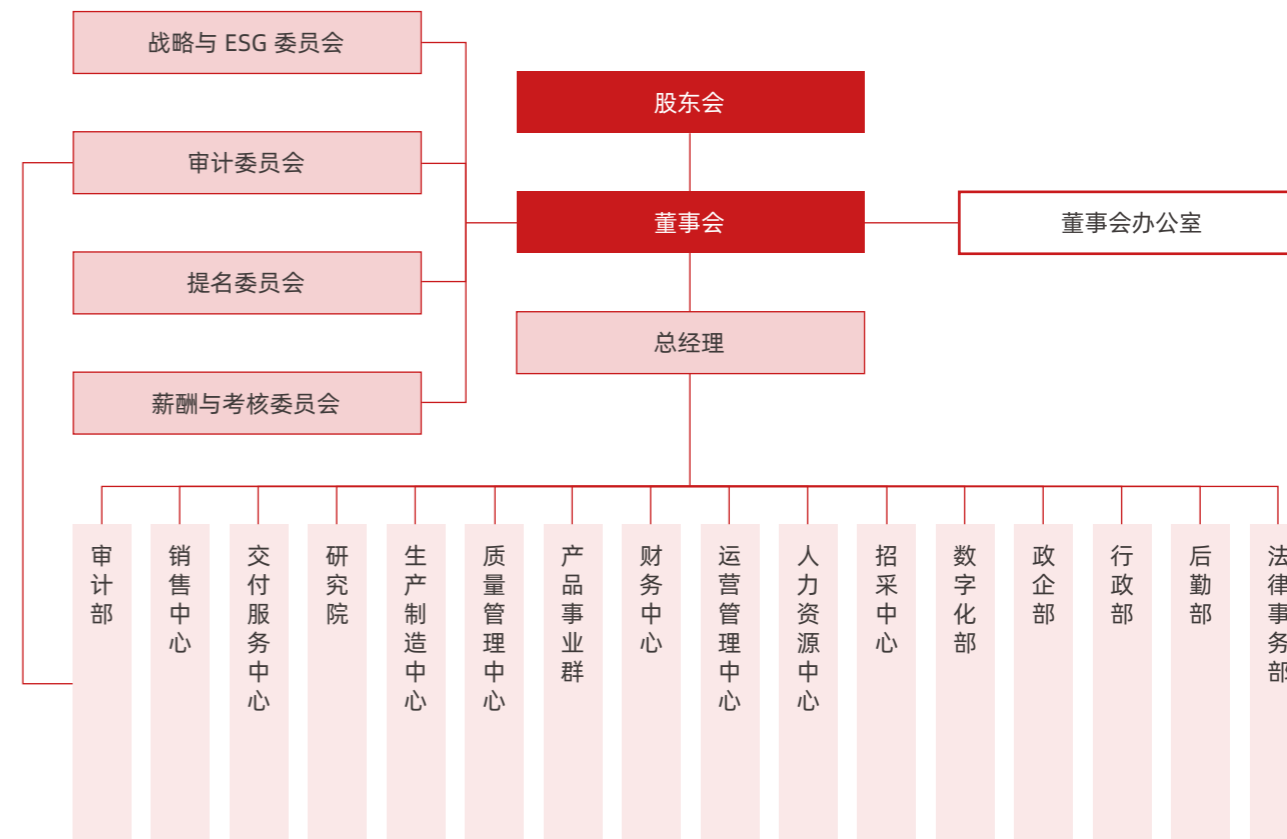 战略与 ESG 委员会
股东会
审计委员会
董事会
董事会办公室
提名委员会
总经理
薪酬与考核委员会
审计部
销售中心
交付服务中心
研究院
生产制造中心
质量管理中心
产品事业群
财务中心
运营管理中心
人力资源中心
招采中心
数字化部
政企部
行政部
后勤部
法律事务部